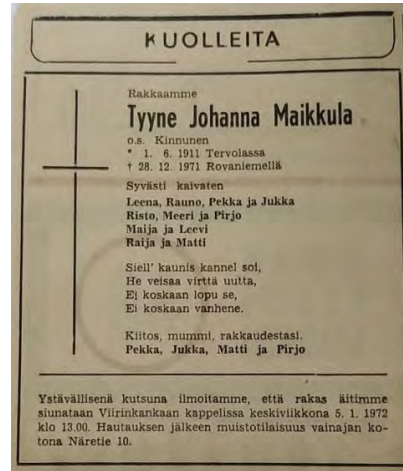 KUOLLEITA
Rakkaamme
Tyyne Johanna Maikkula
o.s. Kinnunen
* 1. 6. 1911 Tervolassa
† 28. 12. 1971 Rovaniemellä
Syvästi kaivaten
Leena, Rauno, Pekka ja Jukka
Risto, Meeri ja Pirjo
Maija ja Leevi
Raija ja Matti
Siell' kaunis kannel soi,
He veisaa virttä uutta,
Ei koskaan lopu se,
Ei koskaan vanhene.
Kiitos, mummi, rakkaudestasi.
Pekka, Jukka, Matti ja Pirjo
Ystävällisenä kutsuna ilmoitamme, että rakas äitimme
siunataan Viirinkankaan kappelissa keskiviikkona 5. 1. 1972
klo 13.00. Hautauksen jälkeen muistotilaisuus vainajan ko-
tona Näretie 10.